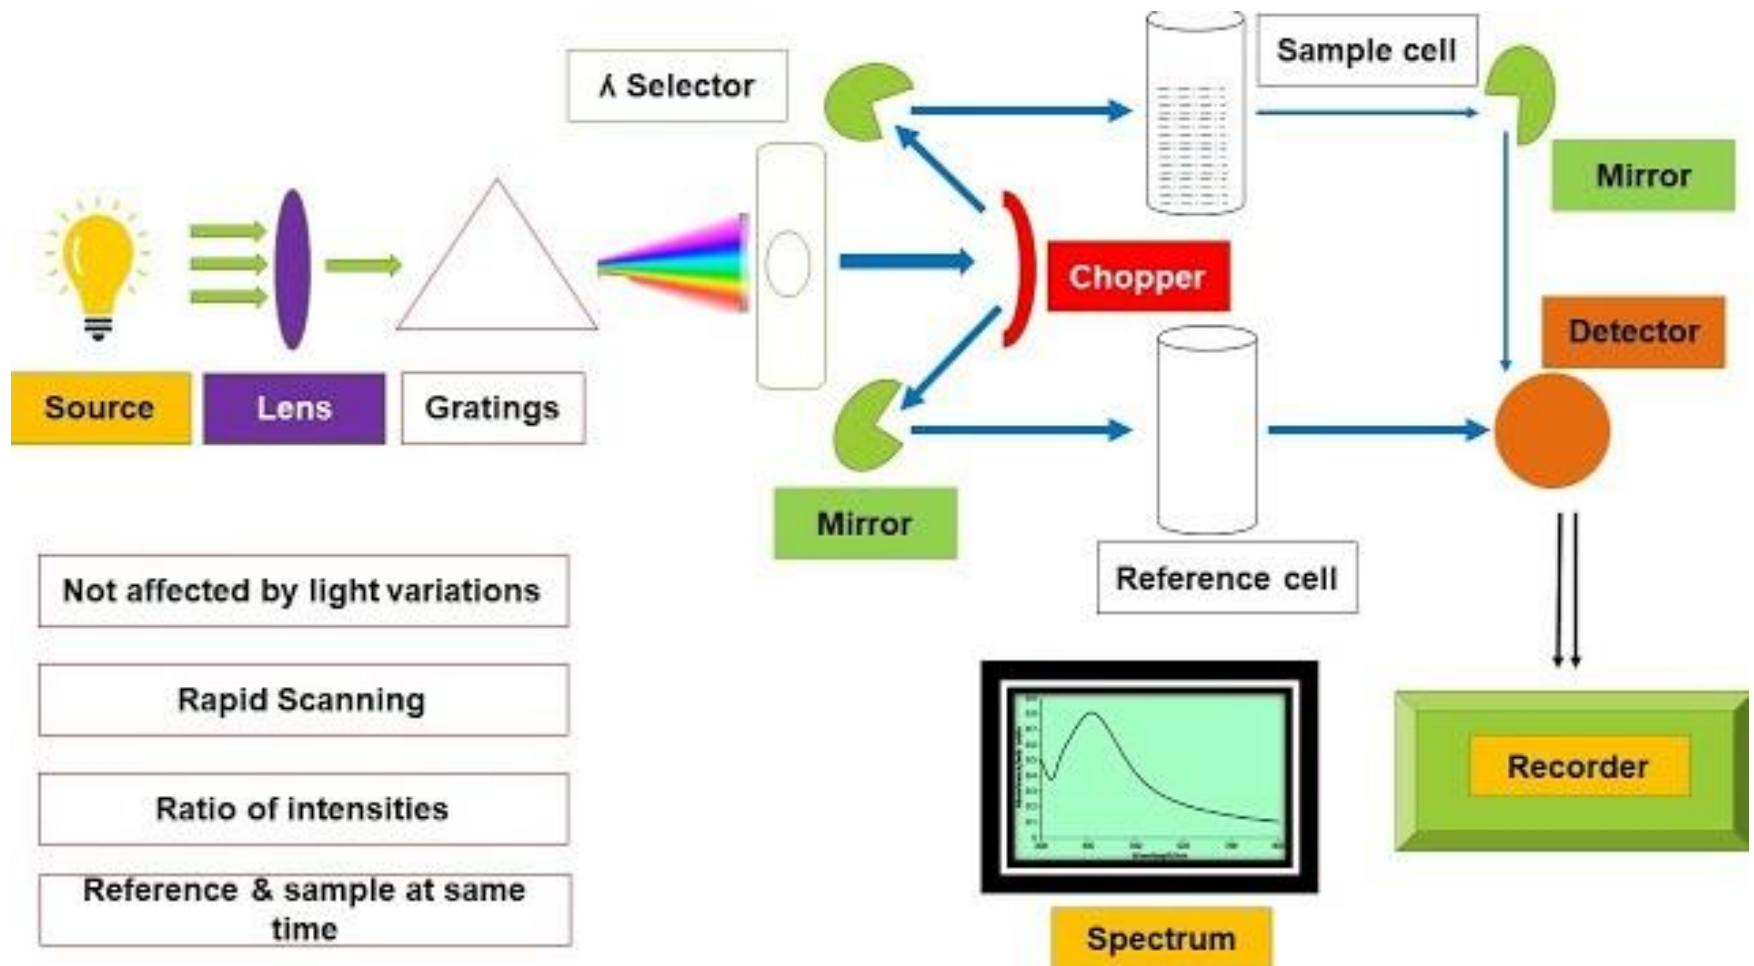 ʎ Selector
Sample cell
Mirror
Chopper
Detector
Source
Lens
Gratings
Mirror
Reference cell
Not affected by light variations
Rapid Scanning
Ratio of intensities
Reference & sample at same
time
Recorder
Spectrum